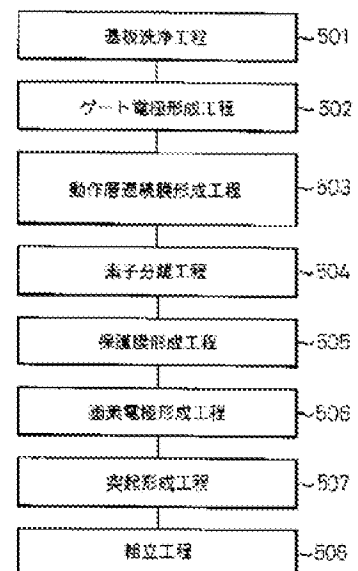 基板洗浄工程 501
ゲート電極形成工程 502
動作層連続膜形成工程 503
素子分離工程 504
保護膜形成工程 505
画素電極形成工程 506
突起形成工程 507
組立工程 508